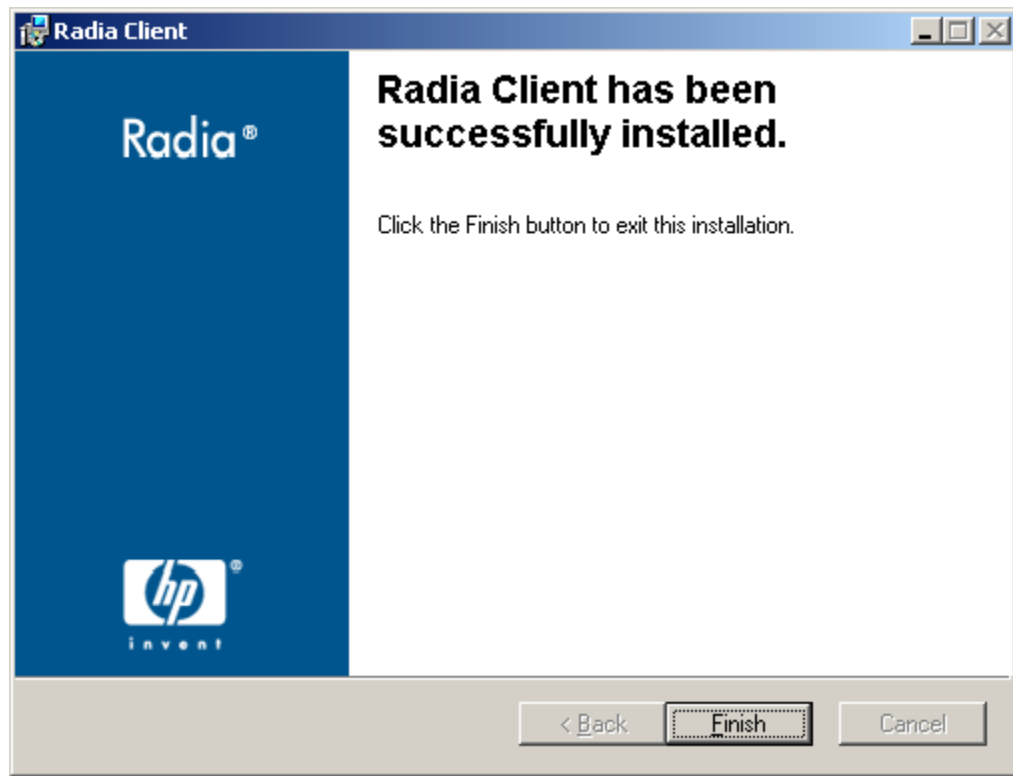 Radia Client
Radia®
Radia Client has been
successfully installed.
Click the Finish button to exit this installation.
hp®
invent
< Back
Finish
Cancel